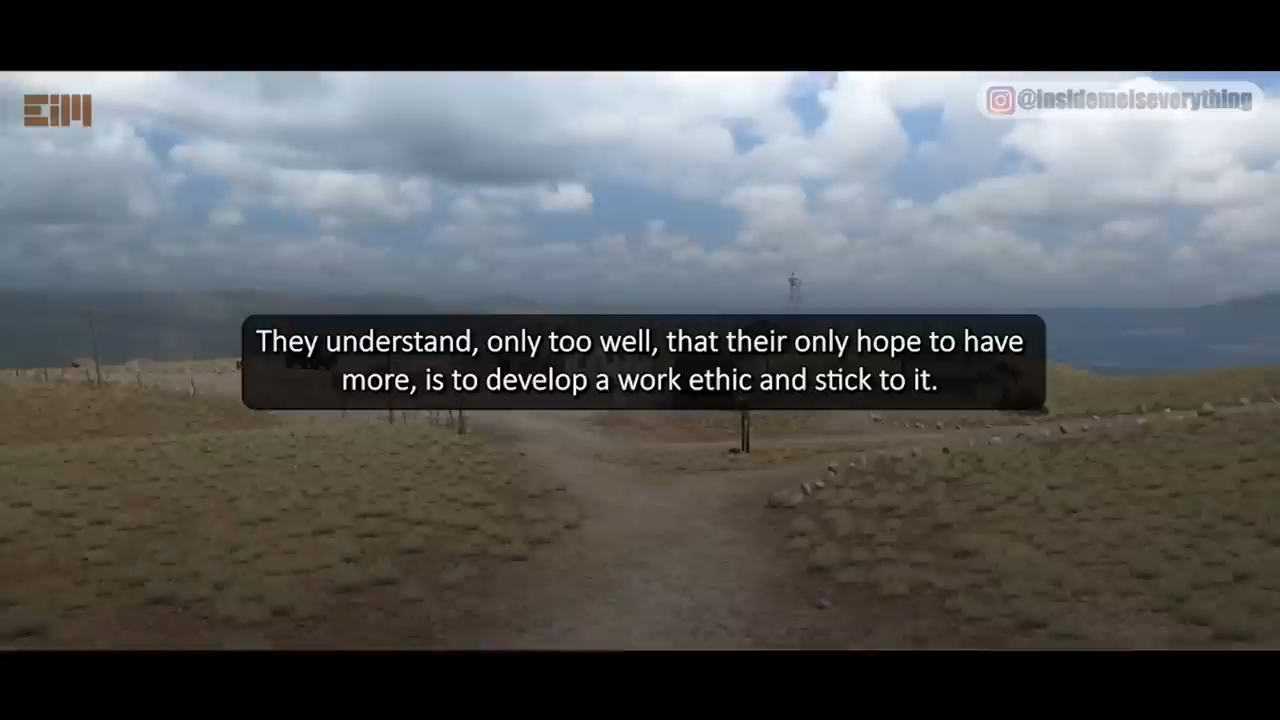 EiM
@insidemeiseverything
They understand, only too well, that their only hope to have
more, is to develop a work ethic and stick to it.